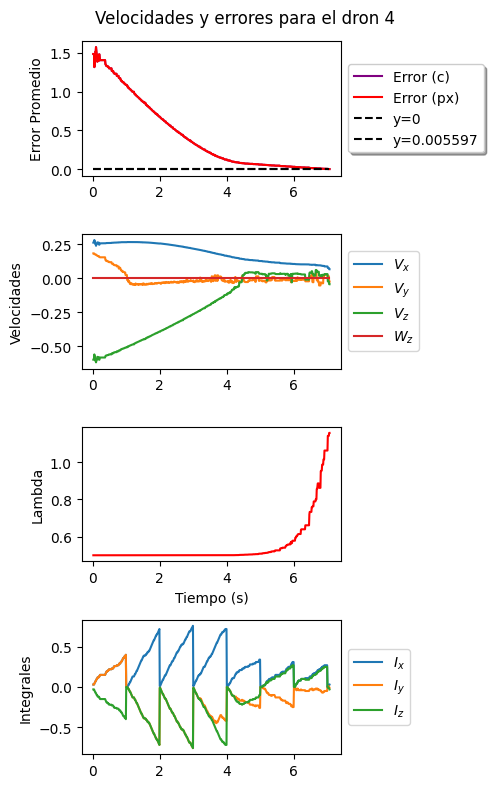 Velocidades y errores para el dron 4
Error Promedio
1.5
1.0
0.5
0.0
0
2
4
6
Error (c)
Error (px)
y=0
y=0.005597
Velocidades
0.25
0.00
−0.25
−0.50
0
2
4
6
V_x
V_y
V_z
W_z
Lambda
1.0
0.8
0.6
0
2
4
6
Tiempo (s)
Integrales
0.5
0.0
−0.5
0
2
4
6
I_x
I_y
I_z